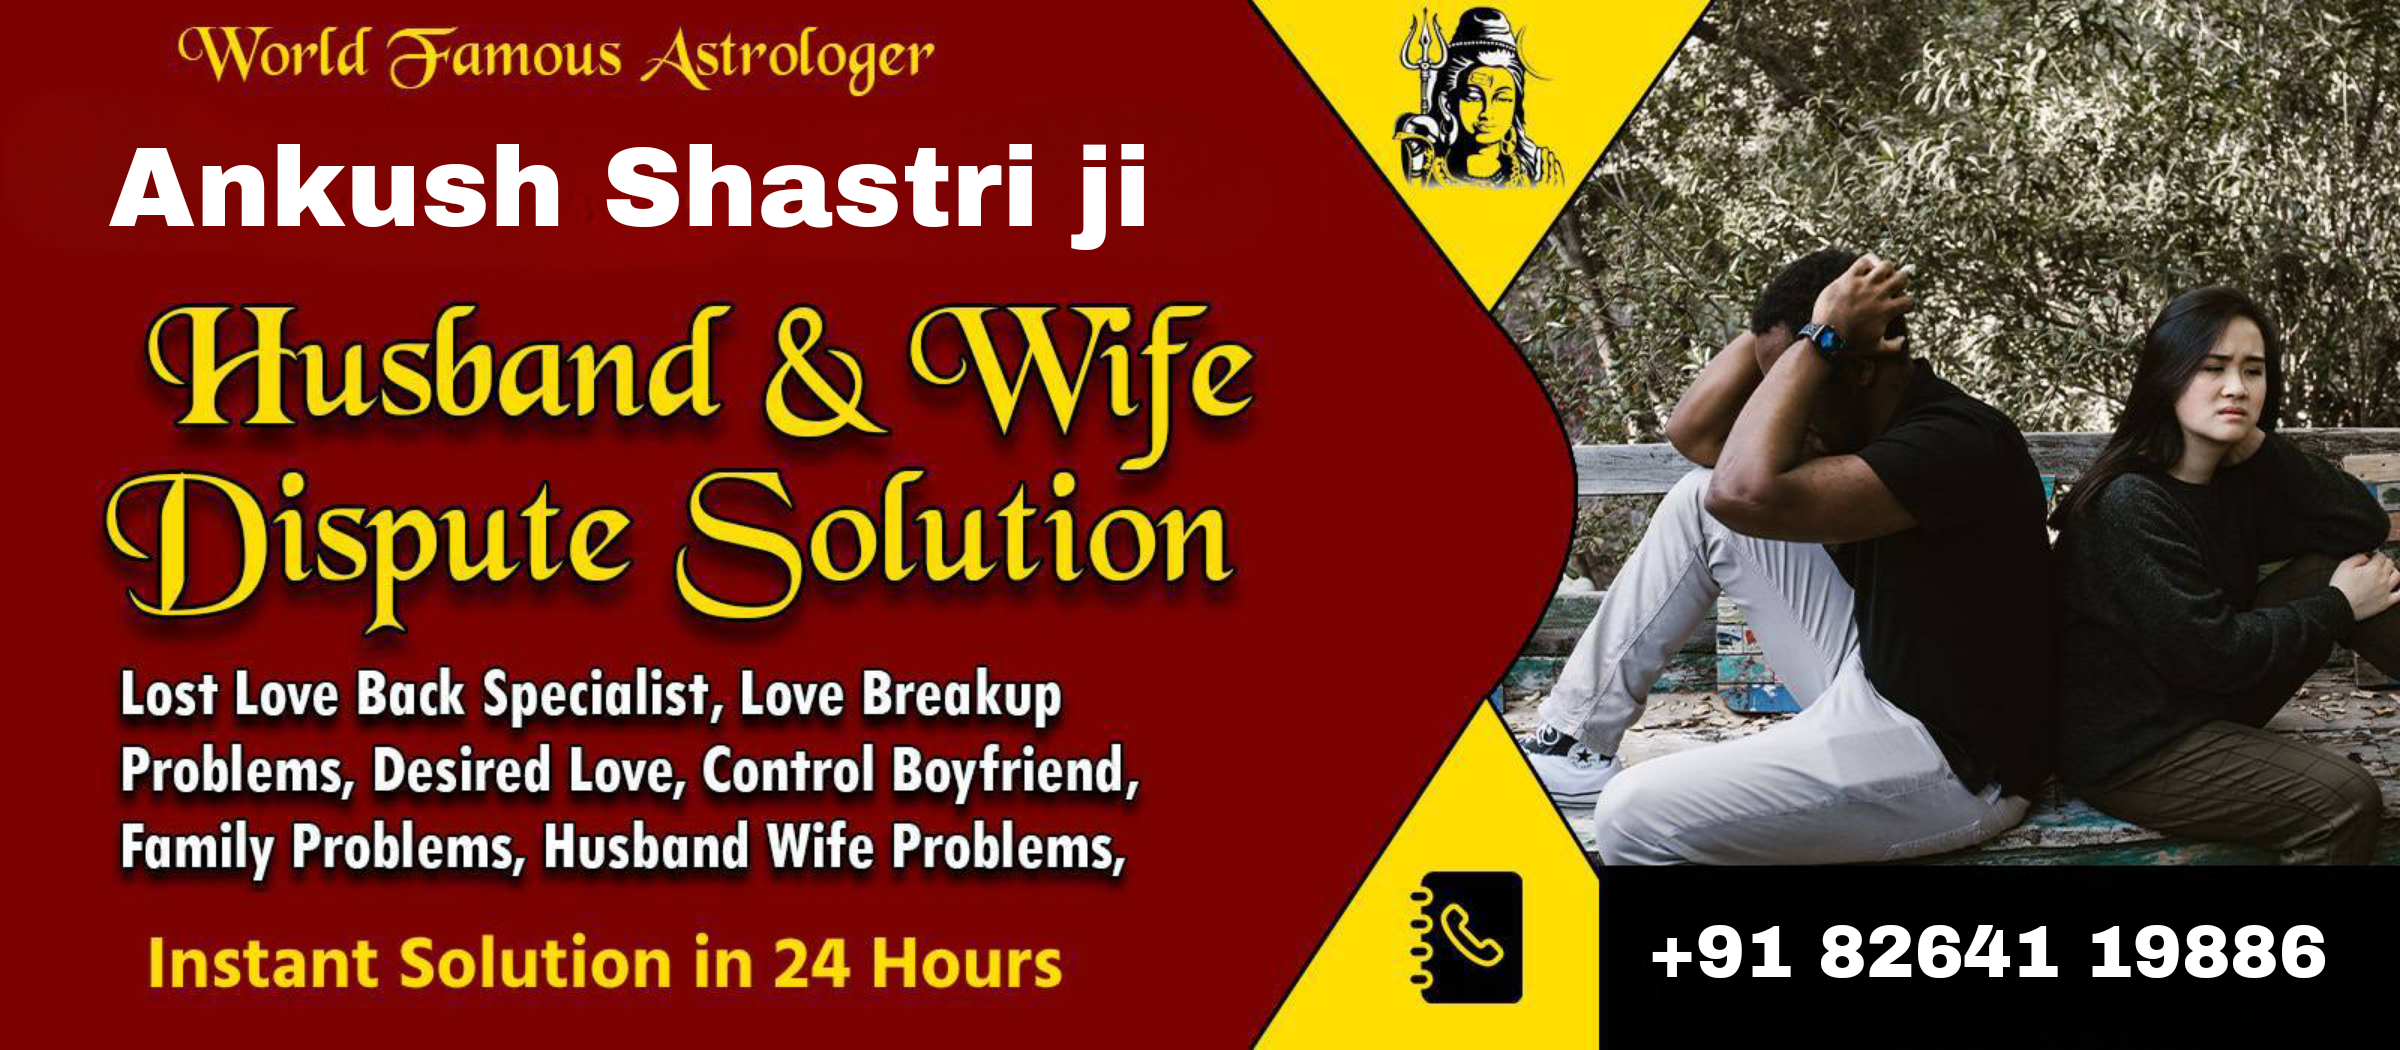 World Famous Astrologer
Ankush Shastri ji
Husband & Wife
Dispute Solution
Lost Love Back Specialist, Love Breakup
Problems, Desired Love, Control Boyfriend,
Family Problems, Husband Wife Problems,
Instant Solution in 24 Hours
+91 82641 19886